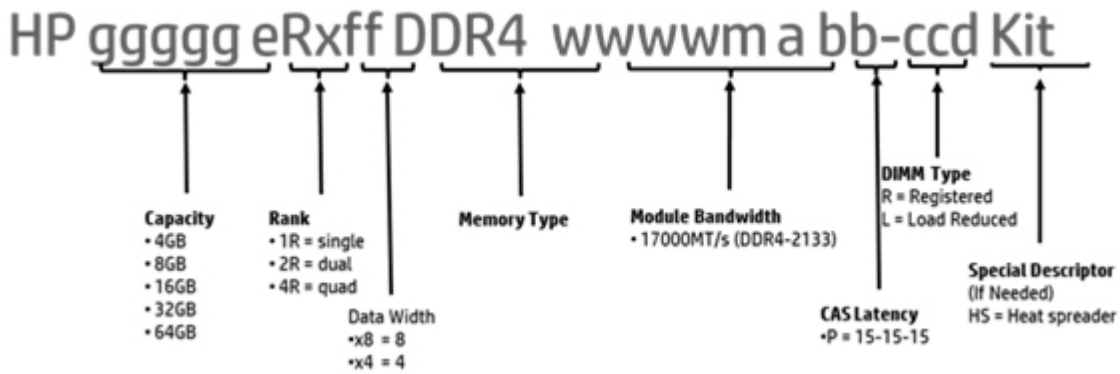 HP ggggg eRxff DDR4 wwwwm a bb-ccd Kit
Capacity
• 4GB
• 8GB
• 16GB
• 32GB
• 64GB
Rank
• 1R = single
• 2R = dual
• 4R = quad
Data Width
•x8 = 8
•x4 = 4
Memory Type
Module Bandwidth
• 17000MT/s (DDR4-2133)
CAS Latency
•P = 15-15-15
DIMM Type
R = Registered
L = Load Reduced
Special Descriptor
(If Needed)
HS = Heat spreader